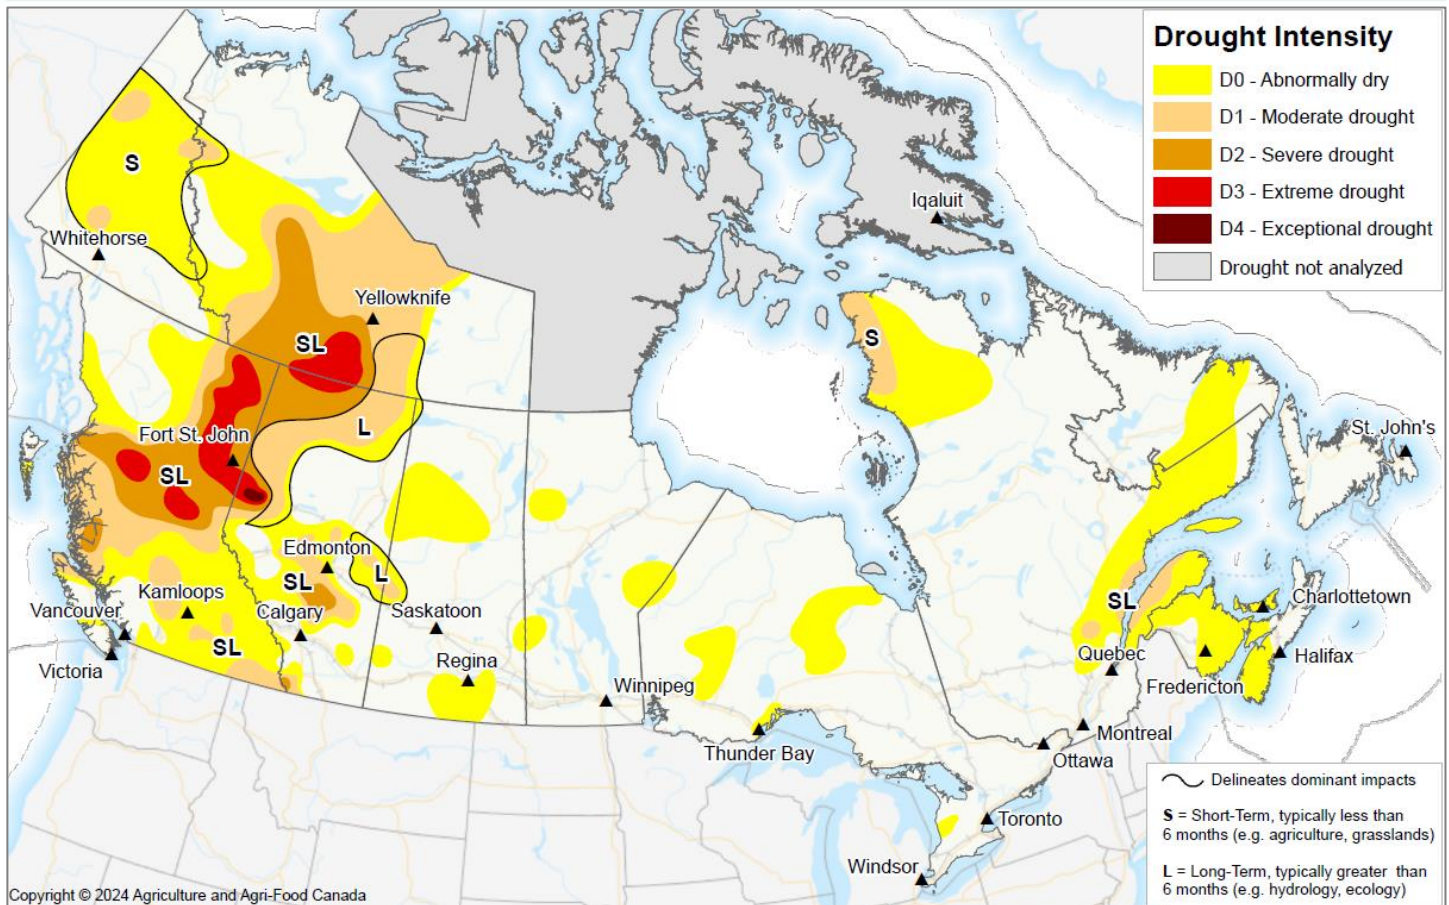 Drought Intensity
D0 - Abnormally dry
D1 - Moderate drought
D2 - Severe drought
D3 - Extreme drought
D4 - Exceptional drought
Drought not analyzed
S
Iqaluit
Whitehorse
Yellowknife
SL
S
L
Fort St. John
SL
St. John's
Edmonton
SL
L
Kamloops
Vancouver
Calgary
Saskatoon
SL
Charlottetown
SL
Victoria
Regina
Quebec
Halifax
Winnipeg
Fredericton
Thunder Bay
Montreal
Ottawa
Toronto
Windsor
Delineates dominant impacts
S = Short-Term, typically less than
6 months (e.g. agriculture, grasslands)
L = Long-Term, typically greater than
6 months (e.g. hydrology, ecology)
Copyright © 2024 Agriculture and Agri-Food Canada